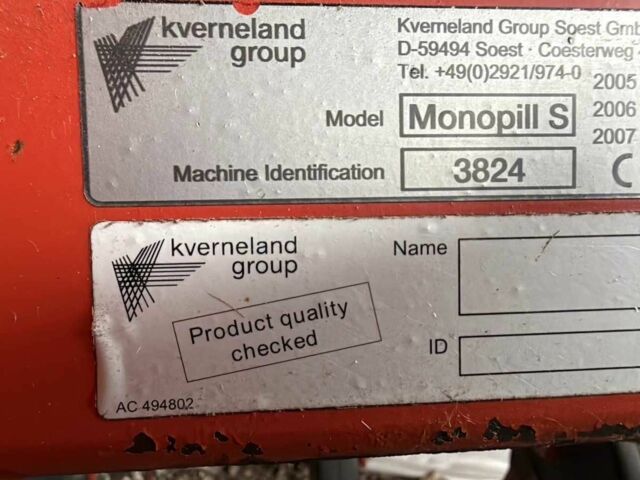 kverneland
group
Kverneland Group Soest GmbH
D-59494 Soest · Coesterweg
Tel. +49(0)2921/974-0
2005
2006
2007
Model Monopill S
Machine Identification 3824
kverneland
group
Name
Product quality
checked
ID
AC 494802